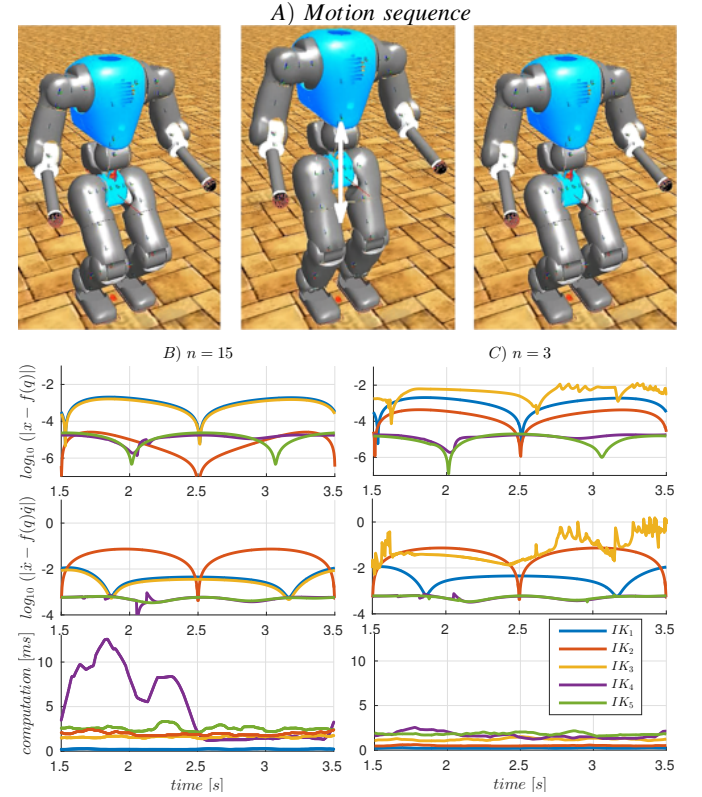 A) Motion sequence
B) n = 15
C) n = 3
log₁₀ (|x − f(q)|)
-2
-4
-6
1.5 2 2.5 3 3.5
-2
-4
-6
1.5 2 2.5 3 3.5
log₁₀ (|ẋ − f(q)q̇|)
0
-2
-4
1.5 2 2.5 3 3.5
0
-2
-4
1.5 2 2.5 3 3.5
computation [ms]
10
5
0
1.5 2 2.5 3 3.5
time [s]
10
5
0
1.5 2 2.5 3 3.5
time [s]
IK₁
IK₂
IK₃
IK₄
IK₅